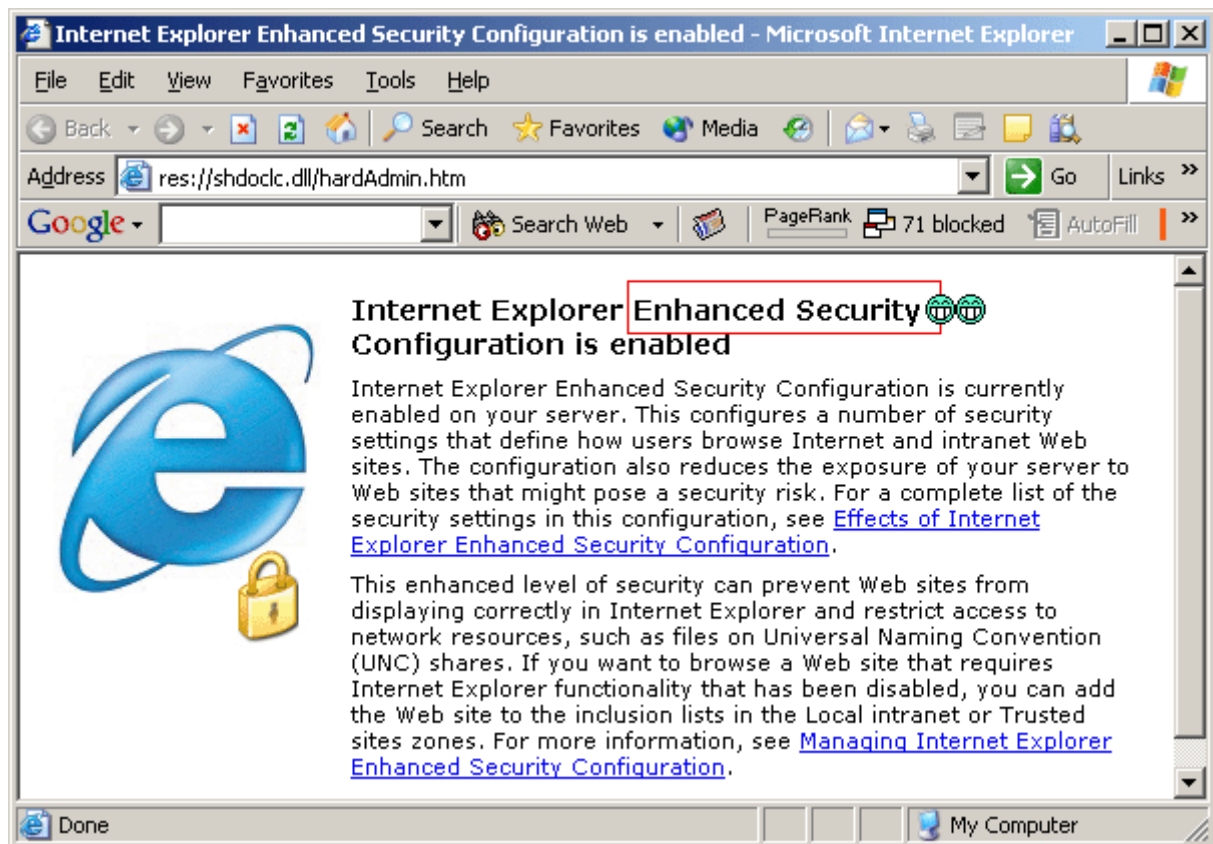 Internet Explorer Enhanced Security Configuration is enabled - Microsoft Internet Explorer
File Edit View Favorites Tools Help
Back Search Favorites Media
Address res://shdoclc.dll/hardAdmin.htm Go Links »
Google Search Web PageRank 71 blocked AutoFill »
Internet Explorer Enhanced Security
Configuration is enabled
Internet Explorer Enhanced Security Configuration is currently
enabled on your server. This configures a number of security
settings that define how users browse Internet and intranet Web
sites. The configuration also reduces the exposure of your server to
Web sites that might pose a security risk. For a complete list of the
security settings in this configuration, see Effects of Internet
Explorer Enhanced Security Configuration.
This enhanced level of security can prevent Web sites from
displaying correctly in Internet Explorer and restrict access to
network resources, such as files on Universal Naming Convention
(UNC) shares. If you want to browse a Web site that requires
Internet Explorer functionality that has been disabled, you can add
the Web site to the inclusion lists in the Local intranet or Trusted
sites zones. For more information, see Managing Internet Explorer
Enhanced Security Configuration.
Done My Computer